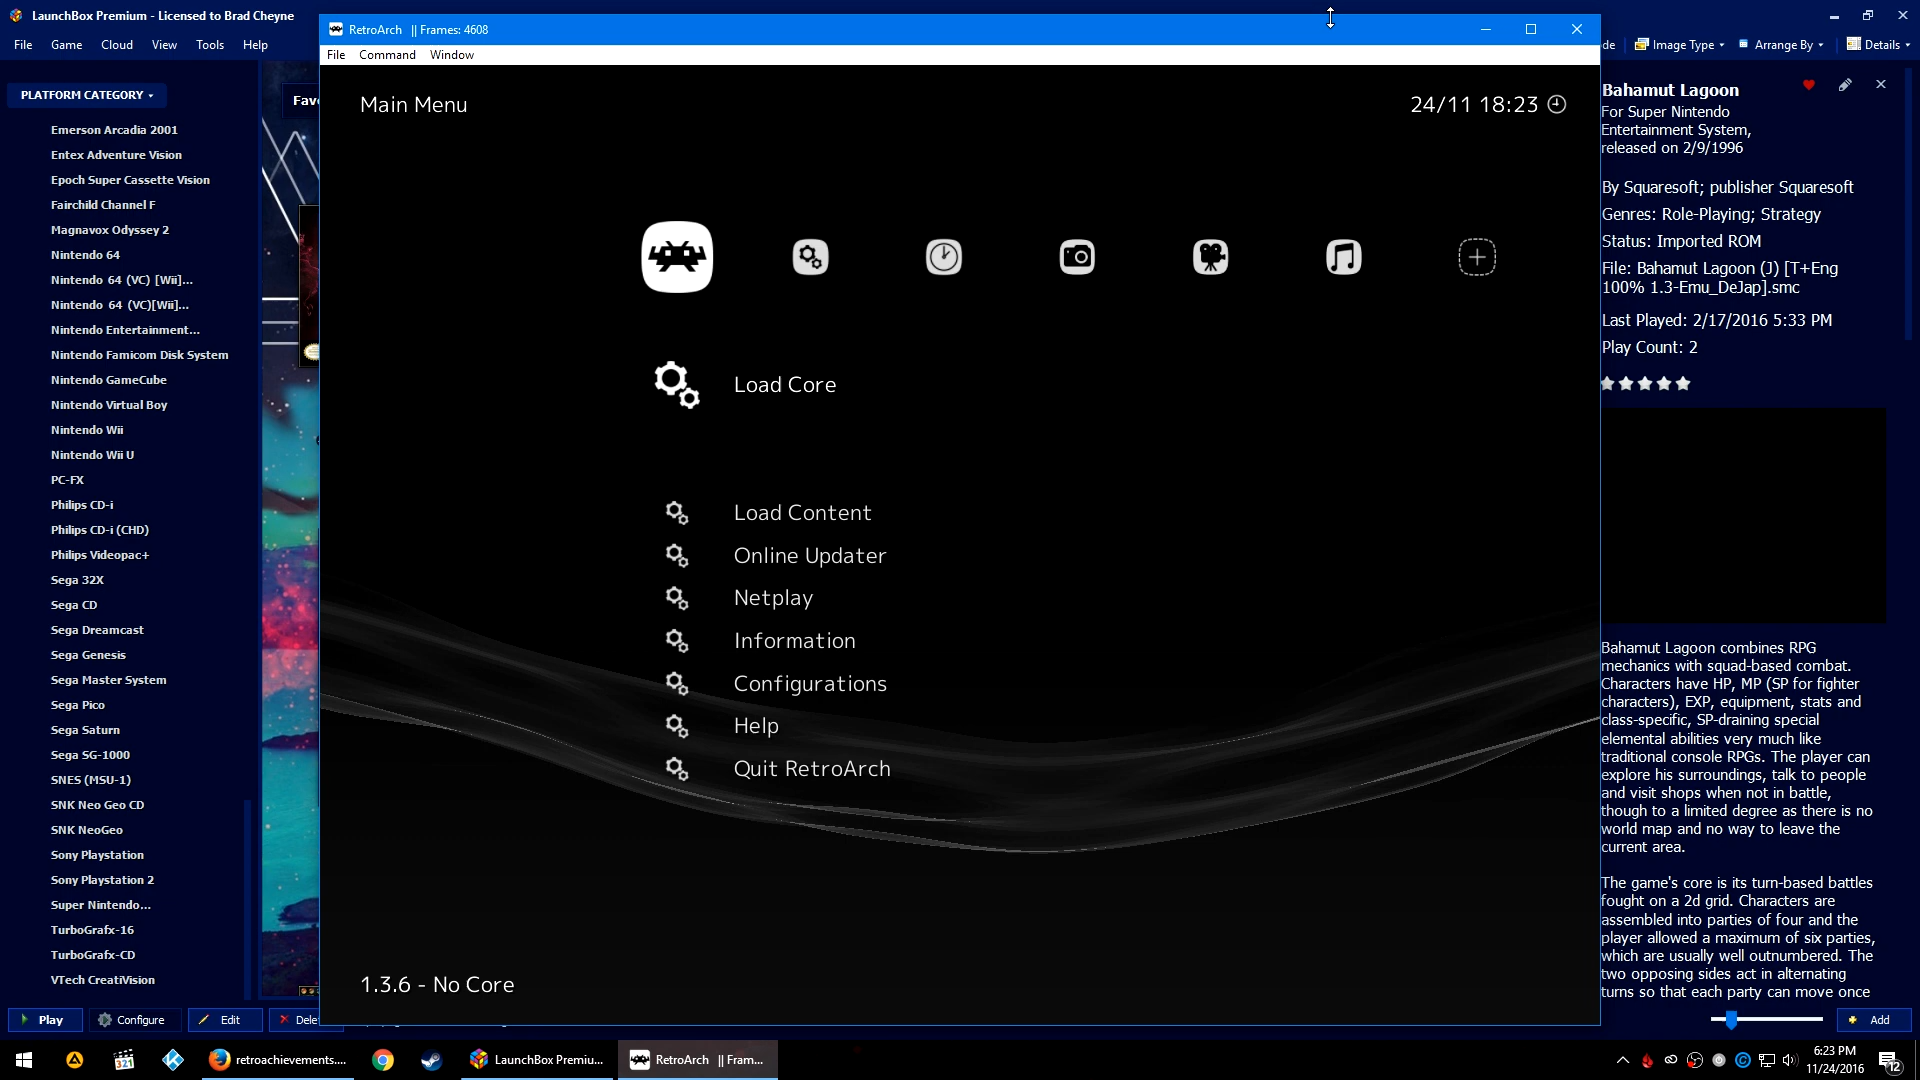 LaunchBox Premium - Licensed to Brad Cheyne
File Game Cloud View Tools Help
RetroArch || Frames: 4608
File Command Window
Image Type
Arrange By
Details
PLATFORM CATEGORY
Emerson Arcadia 2001
Entex Adventure Vision
Epoch Super Cassette Vision
Fairchild Channel F
Magnavox Odyssey 2
Nintendo 64
Nintendo 64 (VC) [Wii]...
Nintendo 64 (VC)[Wii]...
Nintendo Entertainment...
Nintendo Famicom Disk System
Nintendo GameCube
Nintendo Virtual Boy
Nintendo Wii
Nintendo Wii U
PC-FX
Philips CD-i
Philips CD-i (CHD)
Philips Videopac+
Sega 32X
Sega CD
Sega Dreamcast
Sega Genesis
Sega Master System
Sega Pico
Sega Saturn
Sega SG-1000
SNES (MSU-1)
SNK Neo Geo CD
SNK NeoGeo
Sony Playstation
Sony Playstation 2
Super Nintendo...
TurboGrafx-16
TurboGrafx-CD
VTech CreatiVision
Fav
Main Menu
24/11 18:23
Load Core
Load Content
Online Updater
Netplay
Information
Configurations
Help
Quit RetroArch
1.3.6 - No Core
Bahamut Lagoon
For Super Nintendo
Entertainment System,
released on 2/9/1996
By Squaresoft; publisher Squaresoft
Genres: Role-Playing; Strategy
Status: Imported ROM
File: Bahamut Lagoon (J) [T+Eng
100% 1.3-Emu_DeJap].smc
Last Played: 2/17/2016 5:33 PM
Play Count: 2
Bahamut Lagoon combines RPG
mechanics with squad-based combat.
Characters have HP, MP (SP for fighter
characters), EXP, equipment, stats and
class-specific, SP-draining special
elemental abilities very much like
traditional console RPGs. The player can
explore his surroundings, talk to people
and visit shops when not in battle,
though to a limited degree as there is no
world map and no way to leave the
current area.
The game's core is its turn-based battles
fought on a 2d grid. Characters are
assembled into parties of four and the
player allowed a maximum of six parties,
which are usually well outnumbered. The
two opposing sides act in alternating
turns so that each party can move once
Play Configure Edit Dele
Add
321
retroachievements....
LaunchBox Premiu...
RetroArch || Fram...
6:23 PM
11/24/2016
12